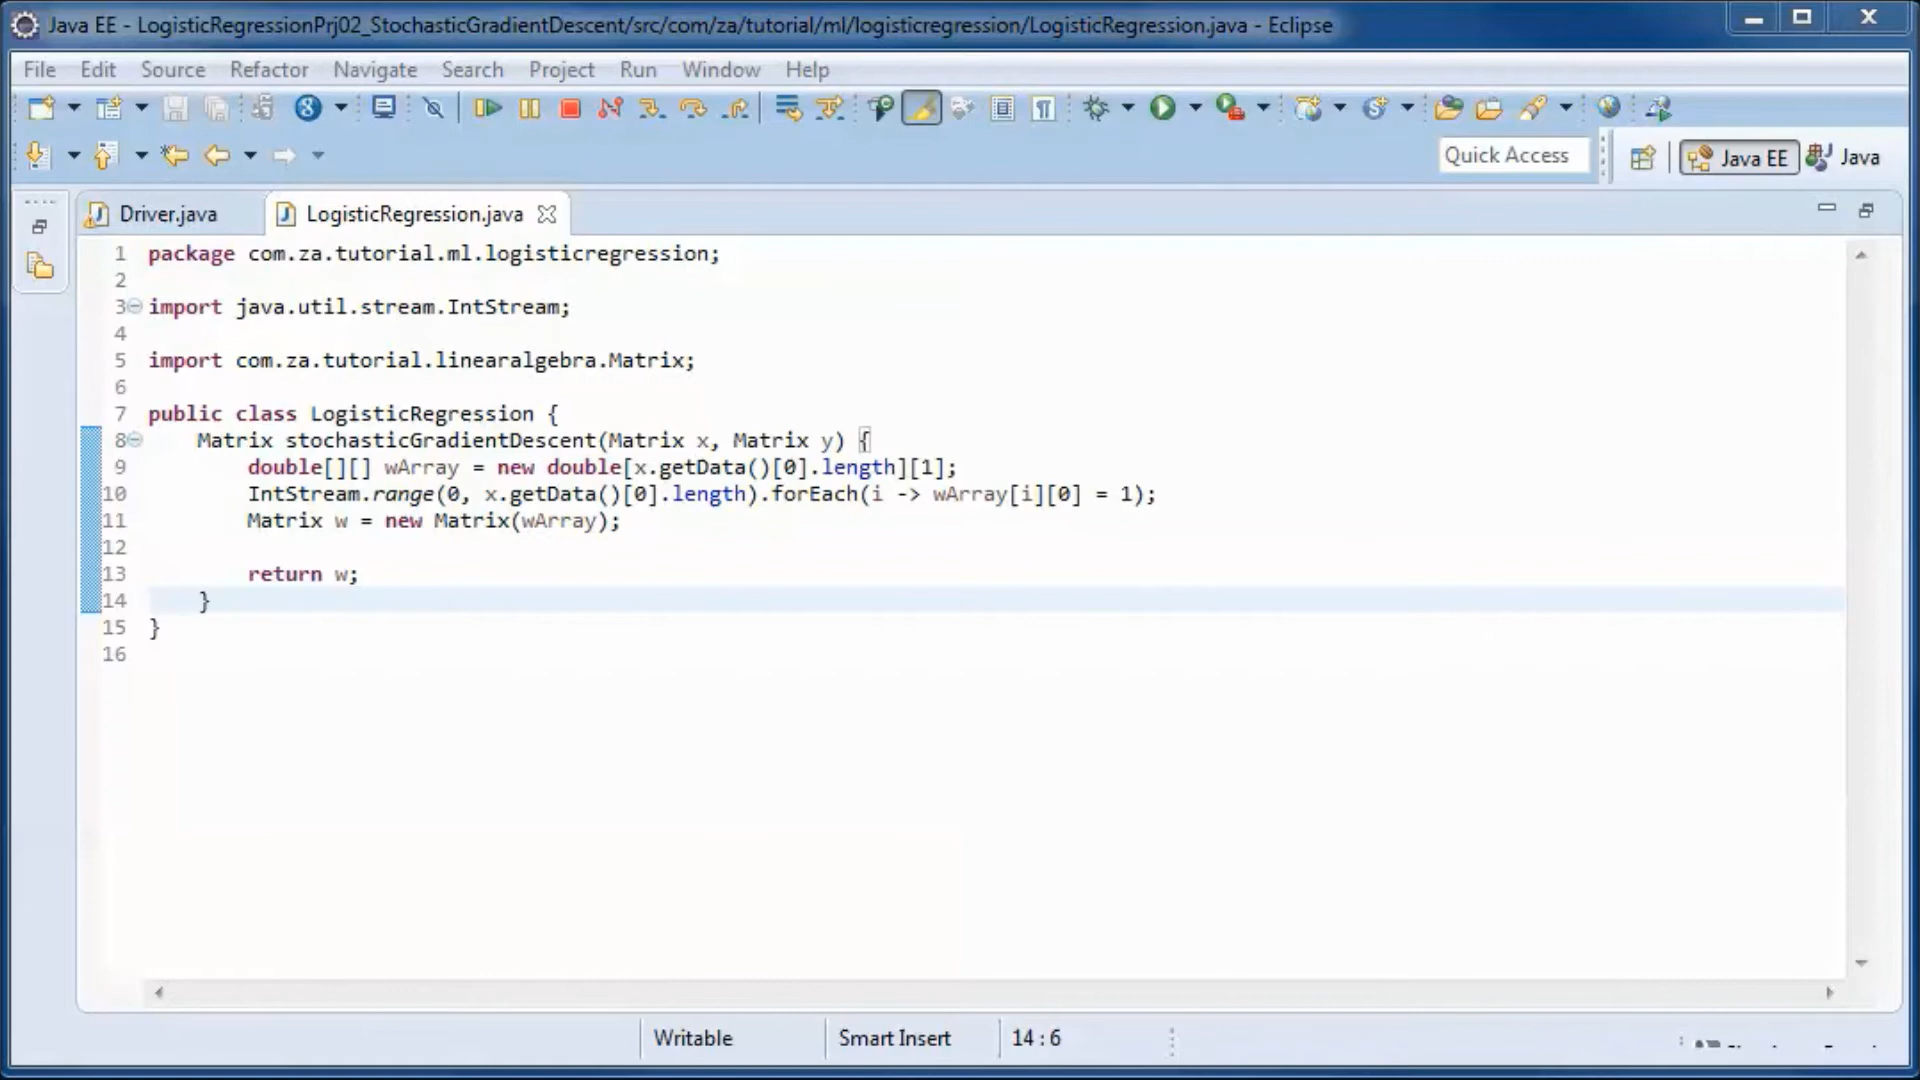 Java EE - LogisticRegressionPrj02_StochasticGradientDescent/src/com/za/tutorial/ml/logisticregression/LogisticRegression.java - Eclipse
File Edit Source Refactor Navigate Search Project Run Window Help
Quick Access Java EE Java
Driver.java LogisticRegression.java
1 package com.za.tutorial.ml.logisticregression;
2
3 import java.util.stream.IntStream;
4
5 import com.za.tutorial.linearalgebra.Matrix;
6
7 public class LogisticRegression {
8 Matrix stochasticGradientDescent(Matrix x, Matrix y) {
9 double[][] wArray = new double[x.getData()[0].length][1];
10 IntStream.range(0, x.getData()[0].length).forEach(i -> wArray[i][0] = 1);
11 Matrix w = new Matrix(wArray);
12
13 return w;
14 }
15 }
16
Writable Smart Insert 14 : 6